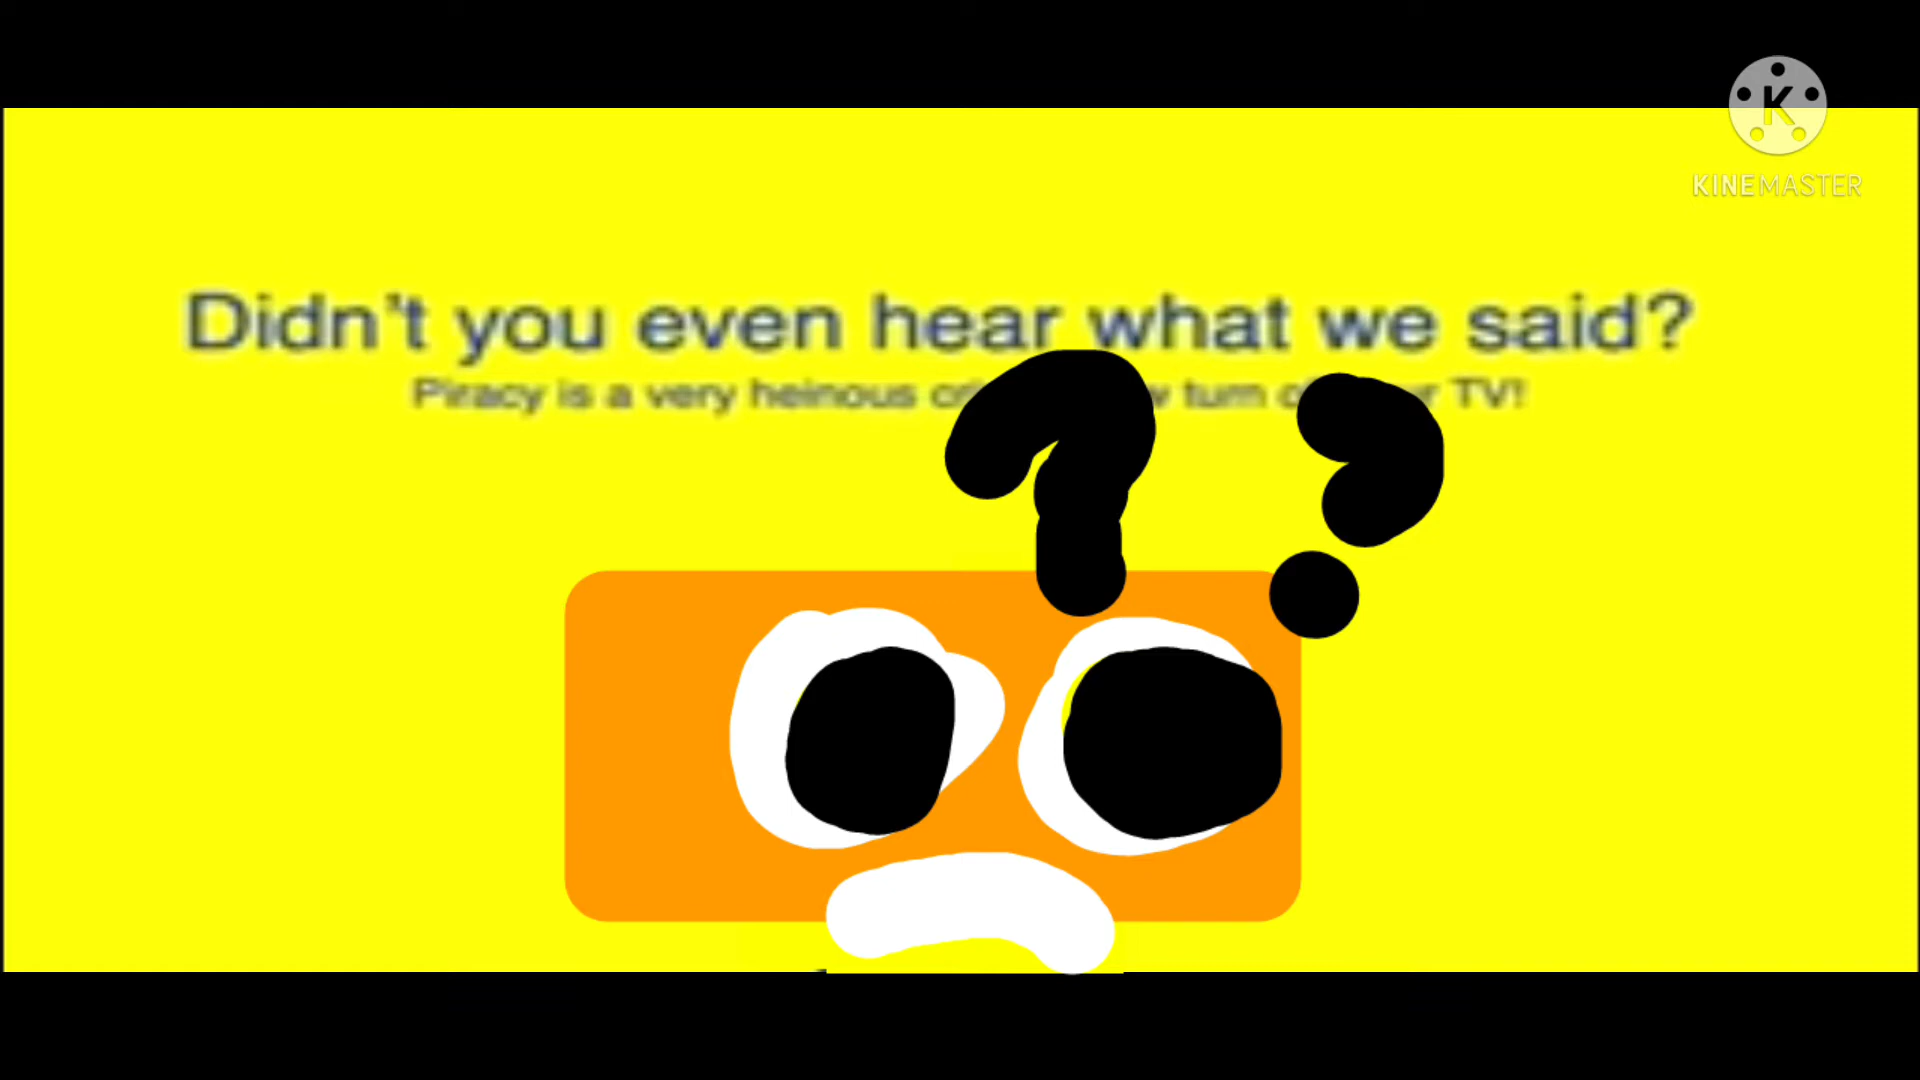 K
KINEMASTER
Didn't you even hear what we said?
Piracy is a very heinous turn TV!
??